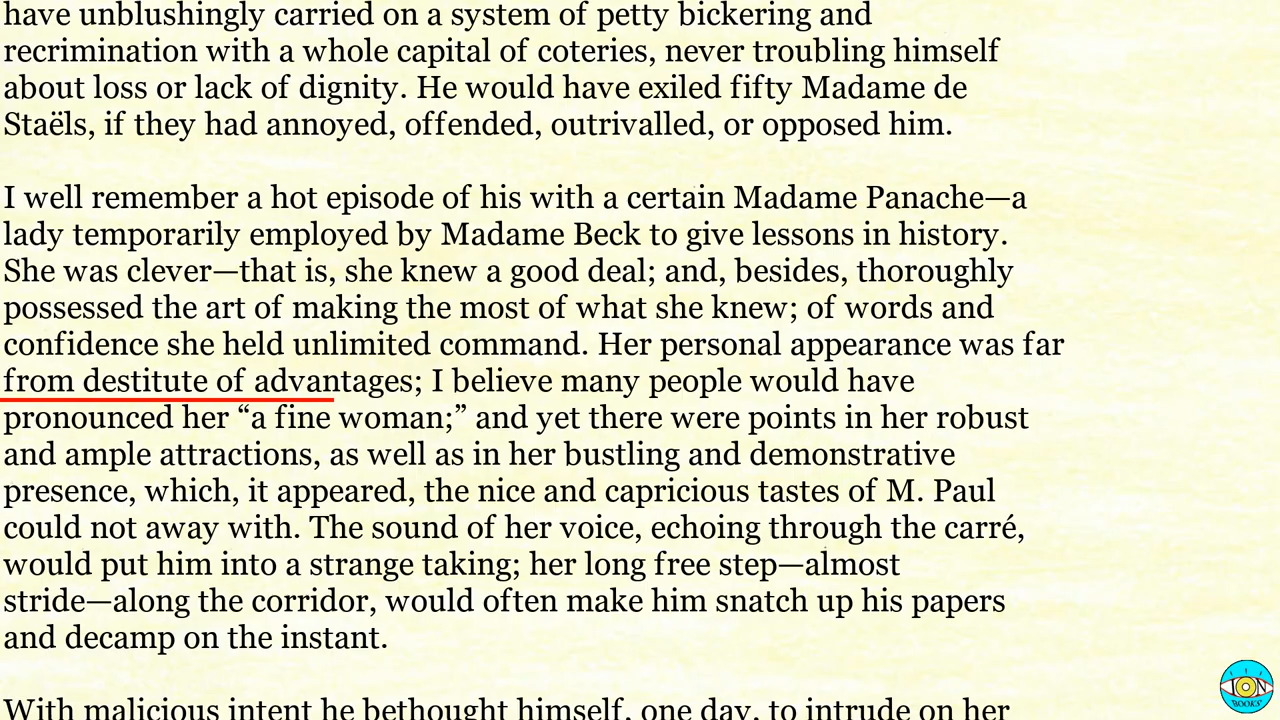 have unblushingly carried on a system of petty bickering and
recrimination with a whole capital of coteries, never troubling himself
about loss or lack of dignity. He would have exiled fifty Madame de
Staëls, if they had annoyed, offended, outrivalled, or opposed him.
I well remember a hot episode of his with a certain Madame Panache—a
lady temporarily employed by Madame Beck to give lessons in history.
She was clever—that is, she knew a good deal; and, besides, thoroughly
possessed the art of making the most of what she knew; of words and
confidence she held unlimited command. Her personal appearance was far
from destitute of advantages; I believe many people would have
pronounced her “a fine woman;” and yet there were points in her robust
and ample attractions, as well as in her bustling and demonstrative
presence, which, it appeared, the nice and capricious tastes of M. Paul
could not away with. The sound of her voice, echoing through the carré,
would put him into a strange taking; her long free step—almost
stride—along the corridor, would often make him snatch up his papers
and decamp on the instant.
With malicious intent he bethought himself, one day, to intrude on her
ION
BOOKS